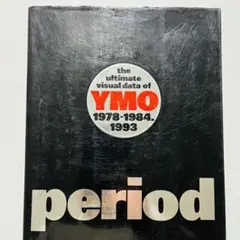 the
ultimate
visual data of
YMO
1978-1984.
1993
period